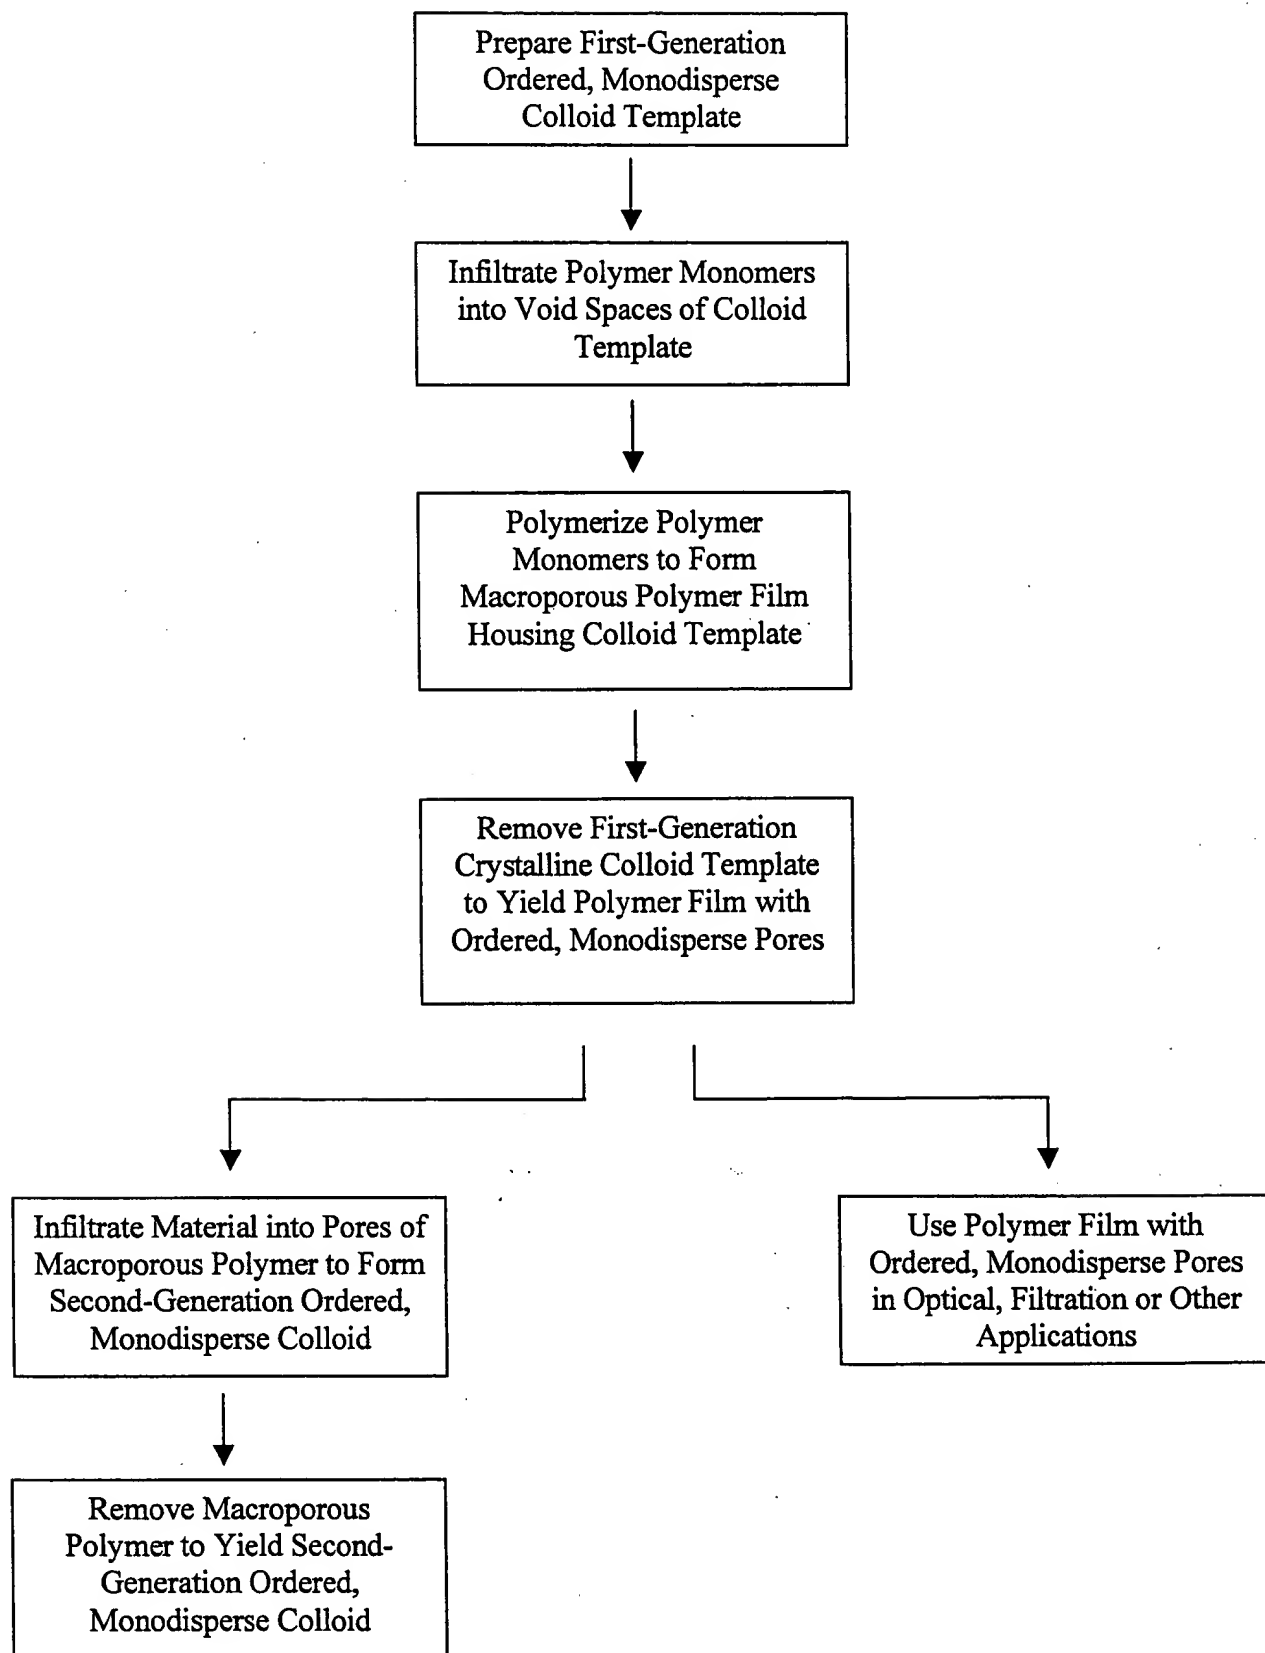 Prepare First-Generation
Ordered, Monodisperse
Colloid Template
Infiltrate Polymer Monomers
into Void Spaces of Colloid
Template
Polymerize Polymer
Monomers to Form
Macroporous Polymer Film
Housing Colloid Template
Remove First-Generation
Crystalline Colloid Template
to Yield Polymer Film with
Ordered, Monodisperse Pores
Infiltrate Material into Pores of
Macroporous Polymer to Form
Second-Generation Ordered,
Monodisperse Colloid
Use Polymer Film with
Ordered, Monodisperse Pores
in Optical, Filtration or Other
Applications
Remove Macroporous
Polymer to Yield Second-
Generation Ordered,
Monodisperse Colloid